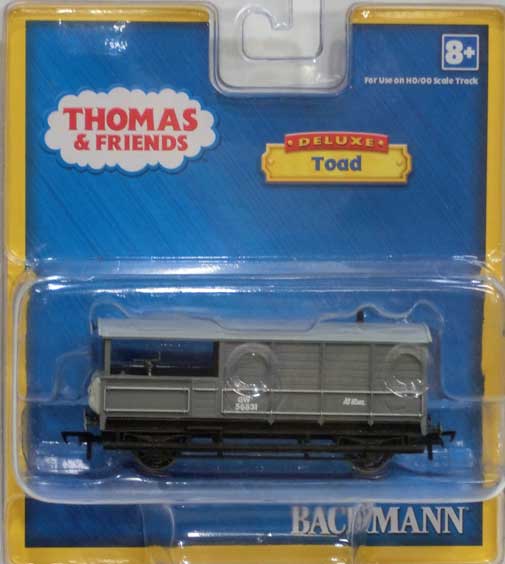 8+
For Use on HO/OO Scale Track
THOMAS
& FRIENDS
DELUXE
Toad
GW
56831
BACHMANN